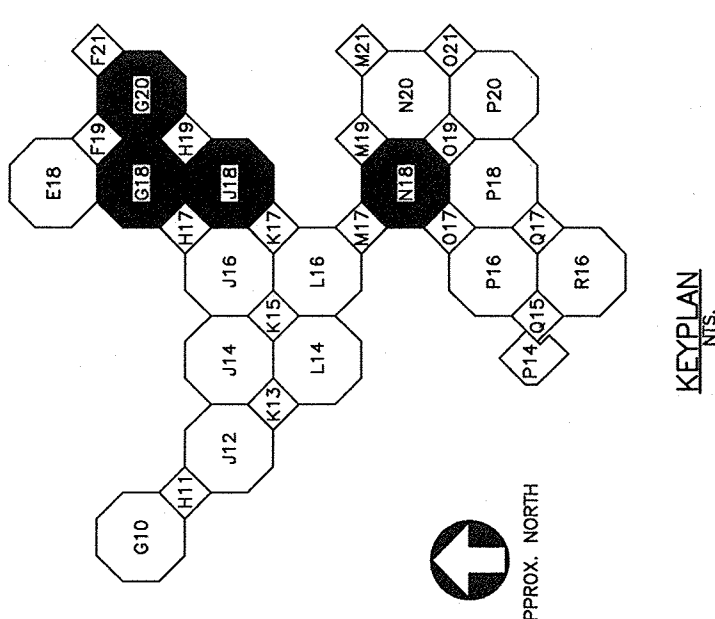 F21
G20
F19
E18
G18
H19
J18
H17
J16
K17
L16
K15
J14
L14
K13
J12
H11
G10
M21
O21
N20
P20
M19
O19
N18
P18
M17
O17
Q17
P16
R16
Q15
P14
KEYPLAN
NTS.
PPROX. NORTH